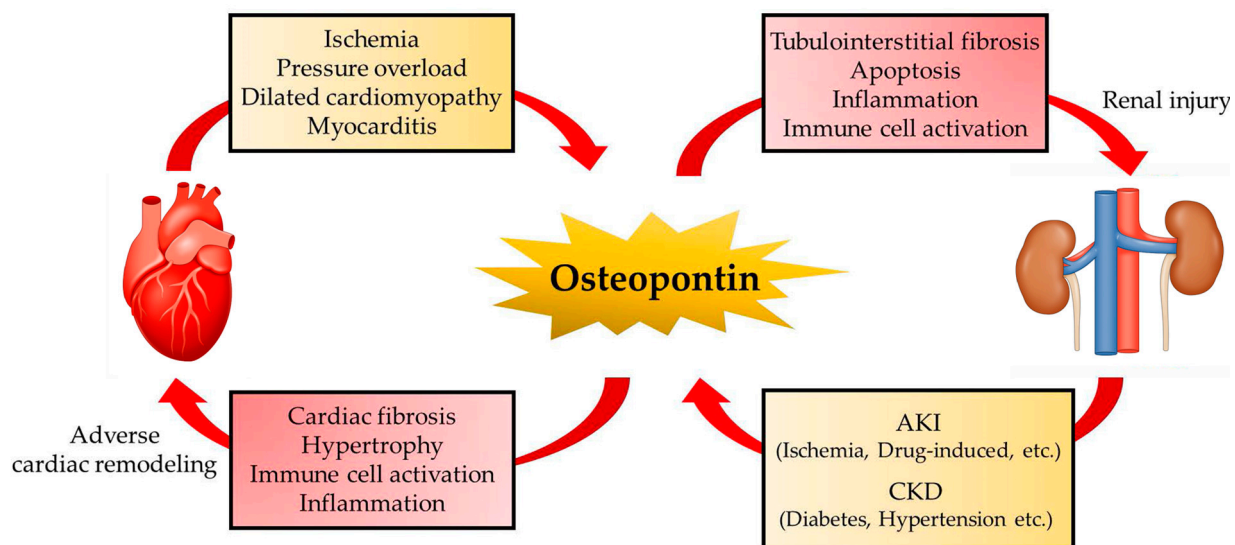 Ischemia
Pressure overload
Dilated cardiomyopathy
Myocarditis
Tubulointerstitial fibrosis
Apoptosis
Inflammation
Immune cell activation
Renal injury
Osteopontin
Adverse
cardiac remodeling
Cardiac fibrosis
Hypertrophy
Immune cell activation
Inflammation
AKI
(Ischemia, Drug-induced, etc.)
CKD
(Diabetes, Hypertension etc.)